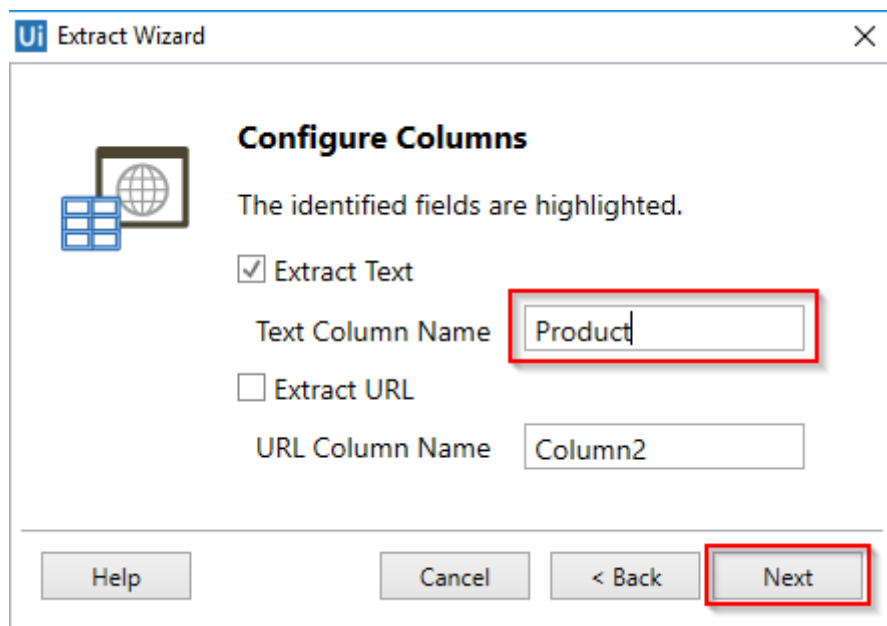 Ui Extract Wizard
Configure Columns
The identified fields are highlighted.
Extract Text
Text Column Name Product
Extract URL
URL Column Name Column2
Help Cancel < Back Next